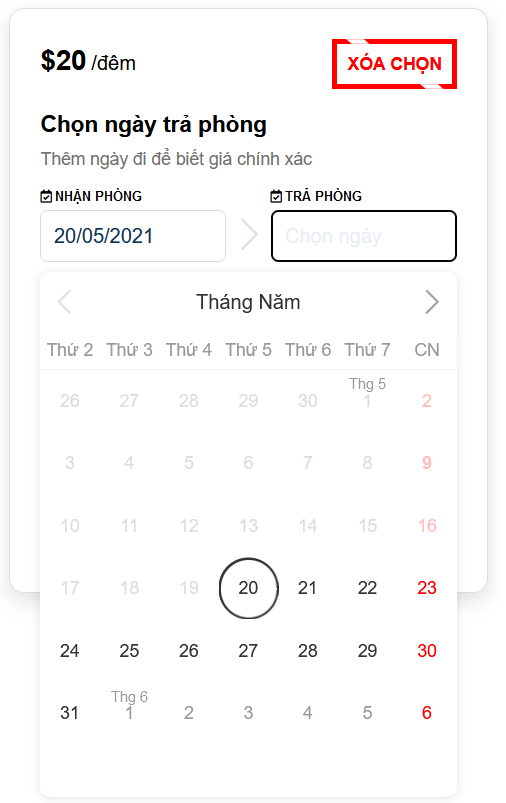 $20 /đêm
XÓA CHỌN
Chọn ngày trả phòng
Thêm ngày đi để biết giá chính xác
NHẬN PHÒNG TRẢ PHÒNG
20/05/2021 Chọn ngày
Tháng Năm
Thứ 2 Thứ 3 Thứ 4 Thứ 5 Thứ 6 Thứ 7 CN
Thg 5
26 27 28 29 30 1 2
3 4 5 6 7 8 9
10 11 12 13 14 15 16
17 18 19 20 21 22 23
24 25 26 27 28 29 30
Thg 6
31 1 2 3 4 5 6